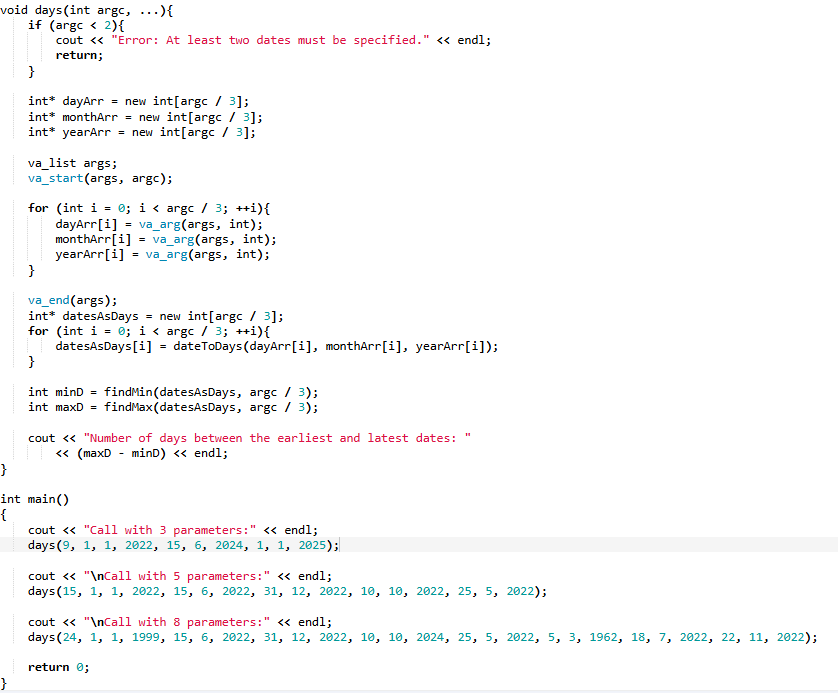 void days(int argc, ...){
    if (argc < 2){
        cout << "Error: At least two dates must be specified." << endl;
        return;
    }
    int* dayArr = new int[argc / 3];
    int* monthArr = new int[argc / 3];
    int* yearArr = new int[argc / 3];
    va_list args;
    va_start(args, argc);
    for (int i = 0; i < argc / 3; ++i){
        dayArr[i] = va_arg(args, int);
        monthArr[i] = va_arg(args, int);
        yearArr[i] = va_arg(args, int);
    }
    va_end(args);
    int* datesAsDays = new int[argc / 3];
    for (int i = 0; i < argc / 3; ++i){
        datesAsDays[i] = dateToDays(dayArr[i], monthArr[i], yearArr[i]);
    }
    int minD = findMin(datesAsDays, argc / 3);
    int maxD = findMax(datesAsDays, argc / 3);
    cout << "Number of days between the earliest and latest dates: "
        << (maxD - minD) << endl;
}
int main()
{
    cout << "Call with 3 parameters:" << endl;
    days(9, 1, 1, 2022, 15, 6, 2024, 1, 1, 2025);
    cout << "\nCall with 5 parameters:" << endl;
    days(15, 1, 1, 2022, 15, 6, 2022, 31, 12, 2022, 10, 10, 2022, 25, 5, 2022);
    cout << "\nCall with 8 parameters:" << endl;
    days(24, 1, 1, 1999, 15, 6, 2022, 31, 12, 2022, 10, 10, 2024, 25, 5, 2022, 5, 3, 1962, 18, 7, 2022, 22, 11, 2022);
    return 0;
}